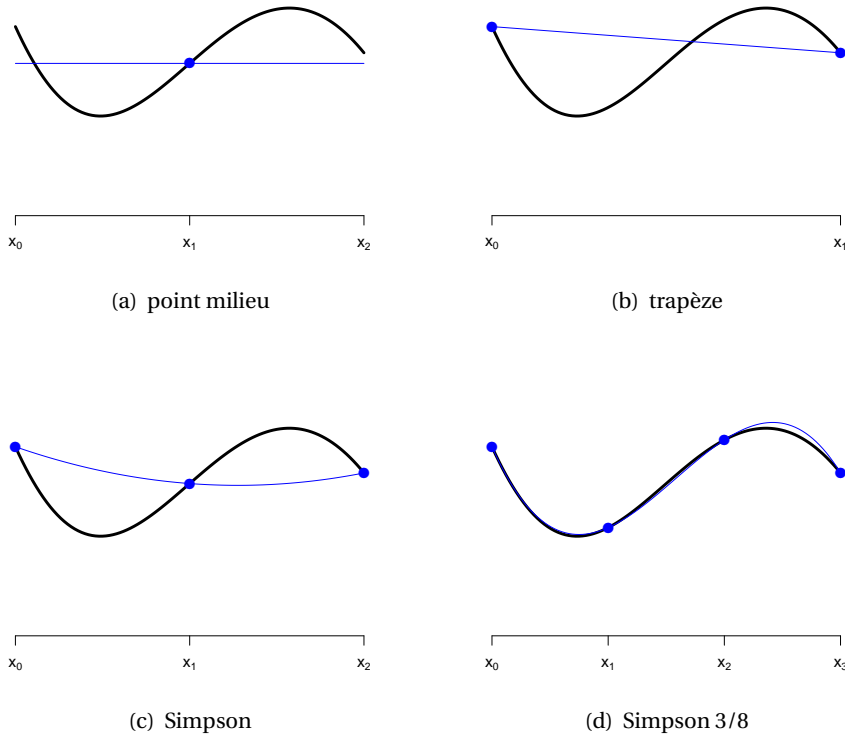 x₀ x₁ x₂
(a) point milieu
x₀ x₁
(b) trapèze
x₀ x₁ x₂
(c) Simpson
x₀ x₁ x₂ x₃
(d) Simpson 3/8